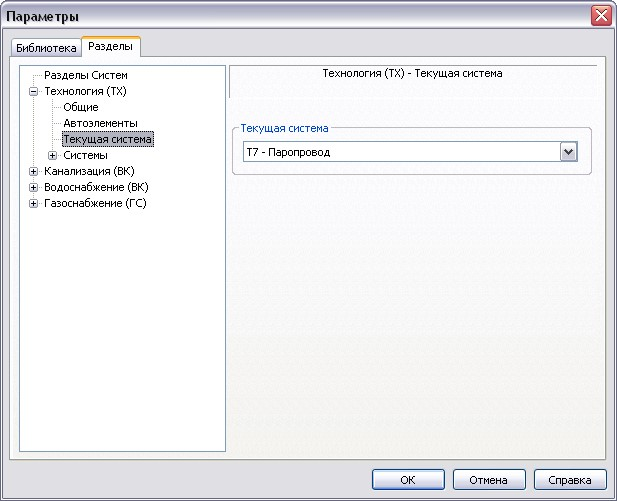 Параметры
Библиотека
Разделы
Разделы Систем
Технология (ТХ)
Общие
Автоэлементы
Текущая система
Системы
Канализация (ВК)
Водоснабжение (ВК)
Газоснабжение (ГС)
Технология (ТХ) - Текущая система
Текущая система
Т7 - Паропровод
ОК
Отмена
Справка